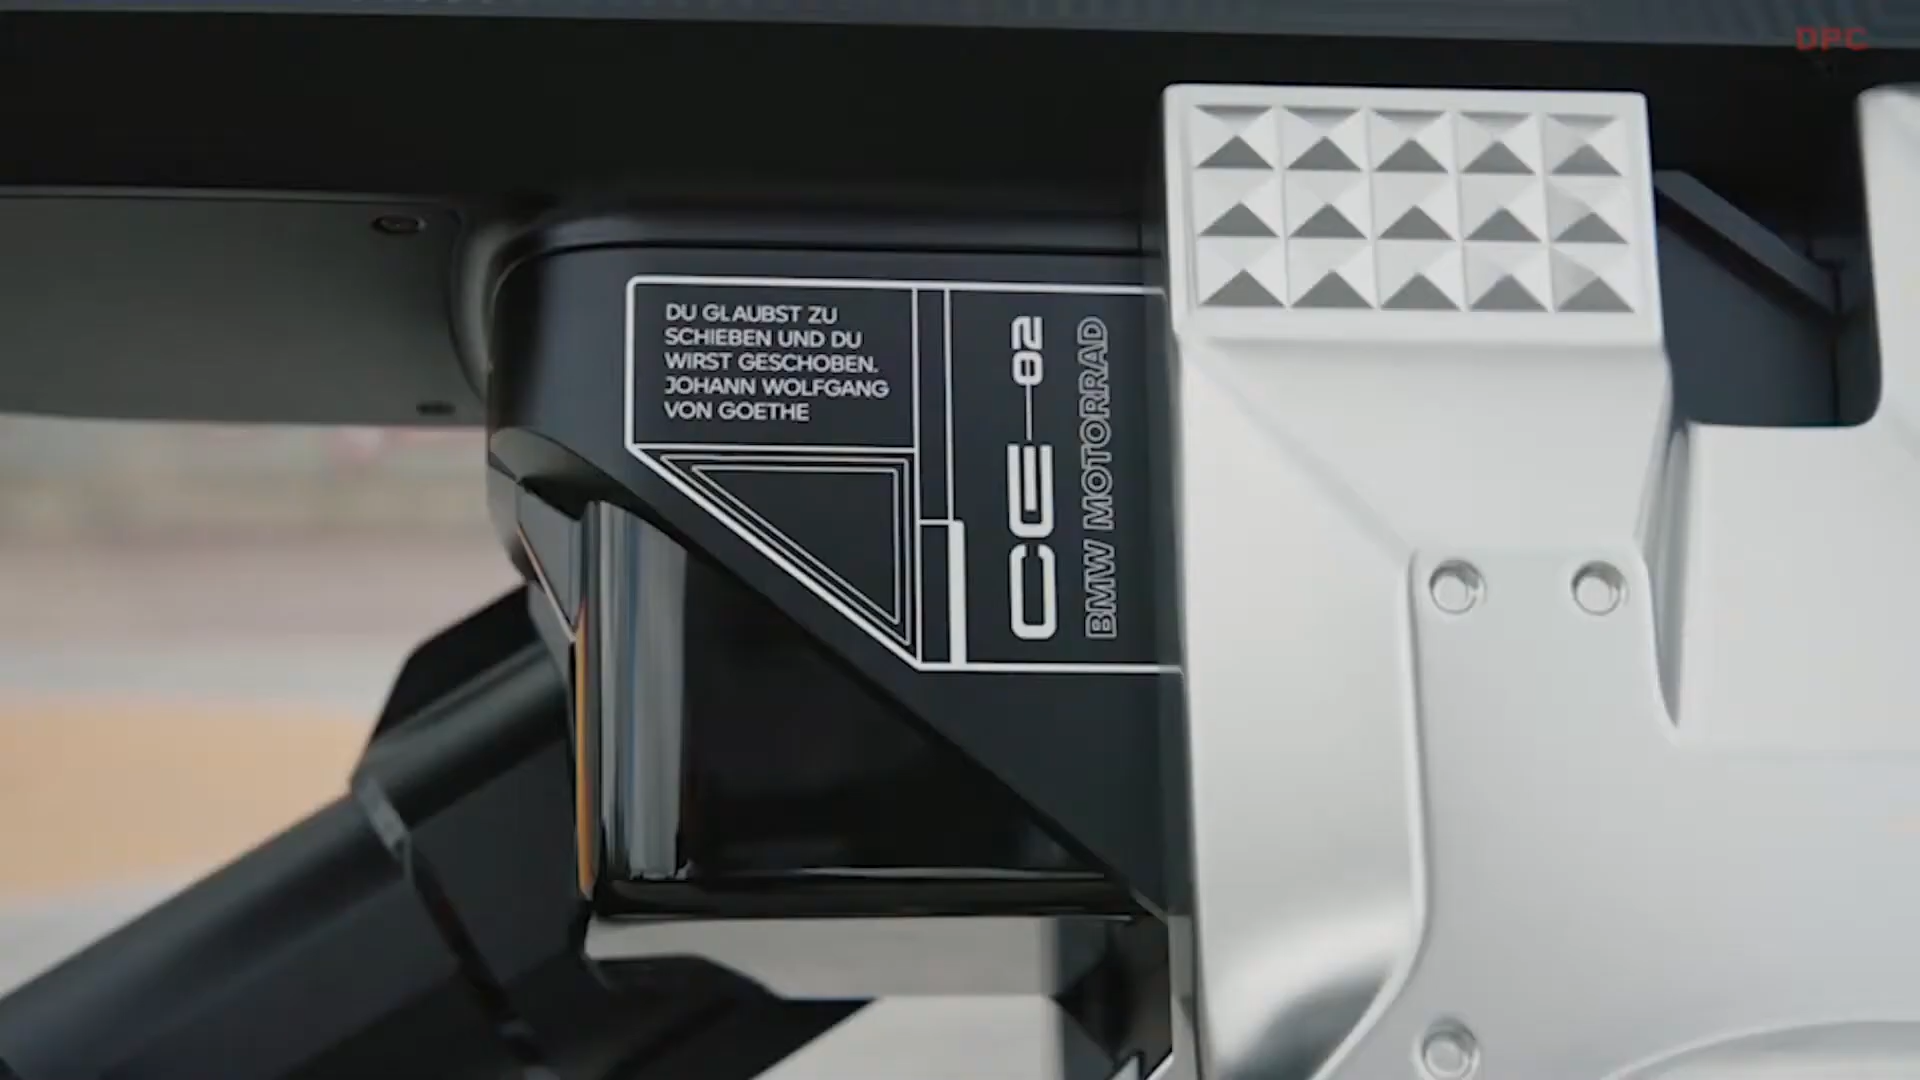 DPC
DU GLAUBST ZU
SCHIEBEN UND DU
WIRST GESCHOBEN.
JOHANN WOLFGANG
VON GOETHE
CE—02
BMW MOTORRAD